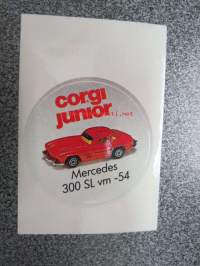 corgi
junior
Mercedes
300 SL vm -54